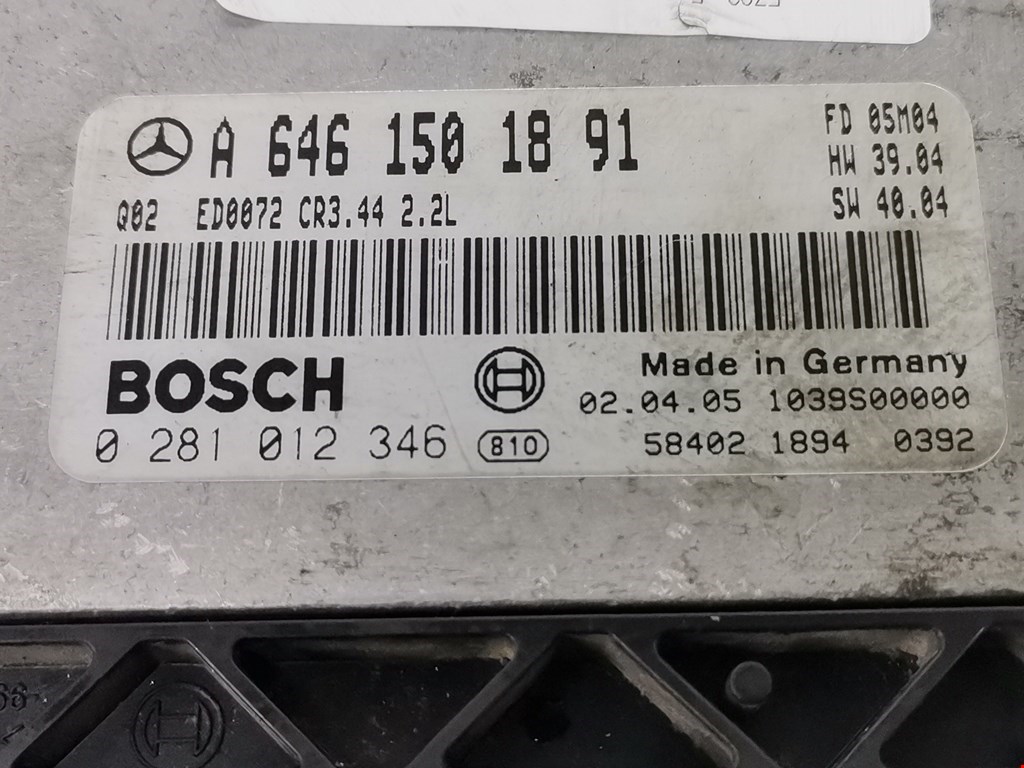 A 646 150 18 91
FD 05M04
HW 39.04
Q02 ED0072 CR3.44 2.2L
SW 40.04
BOSCH
Made in Germany
02.04.05 1039S00000
0 281 012 346
810
58402 1894 0392